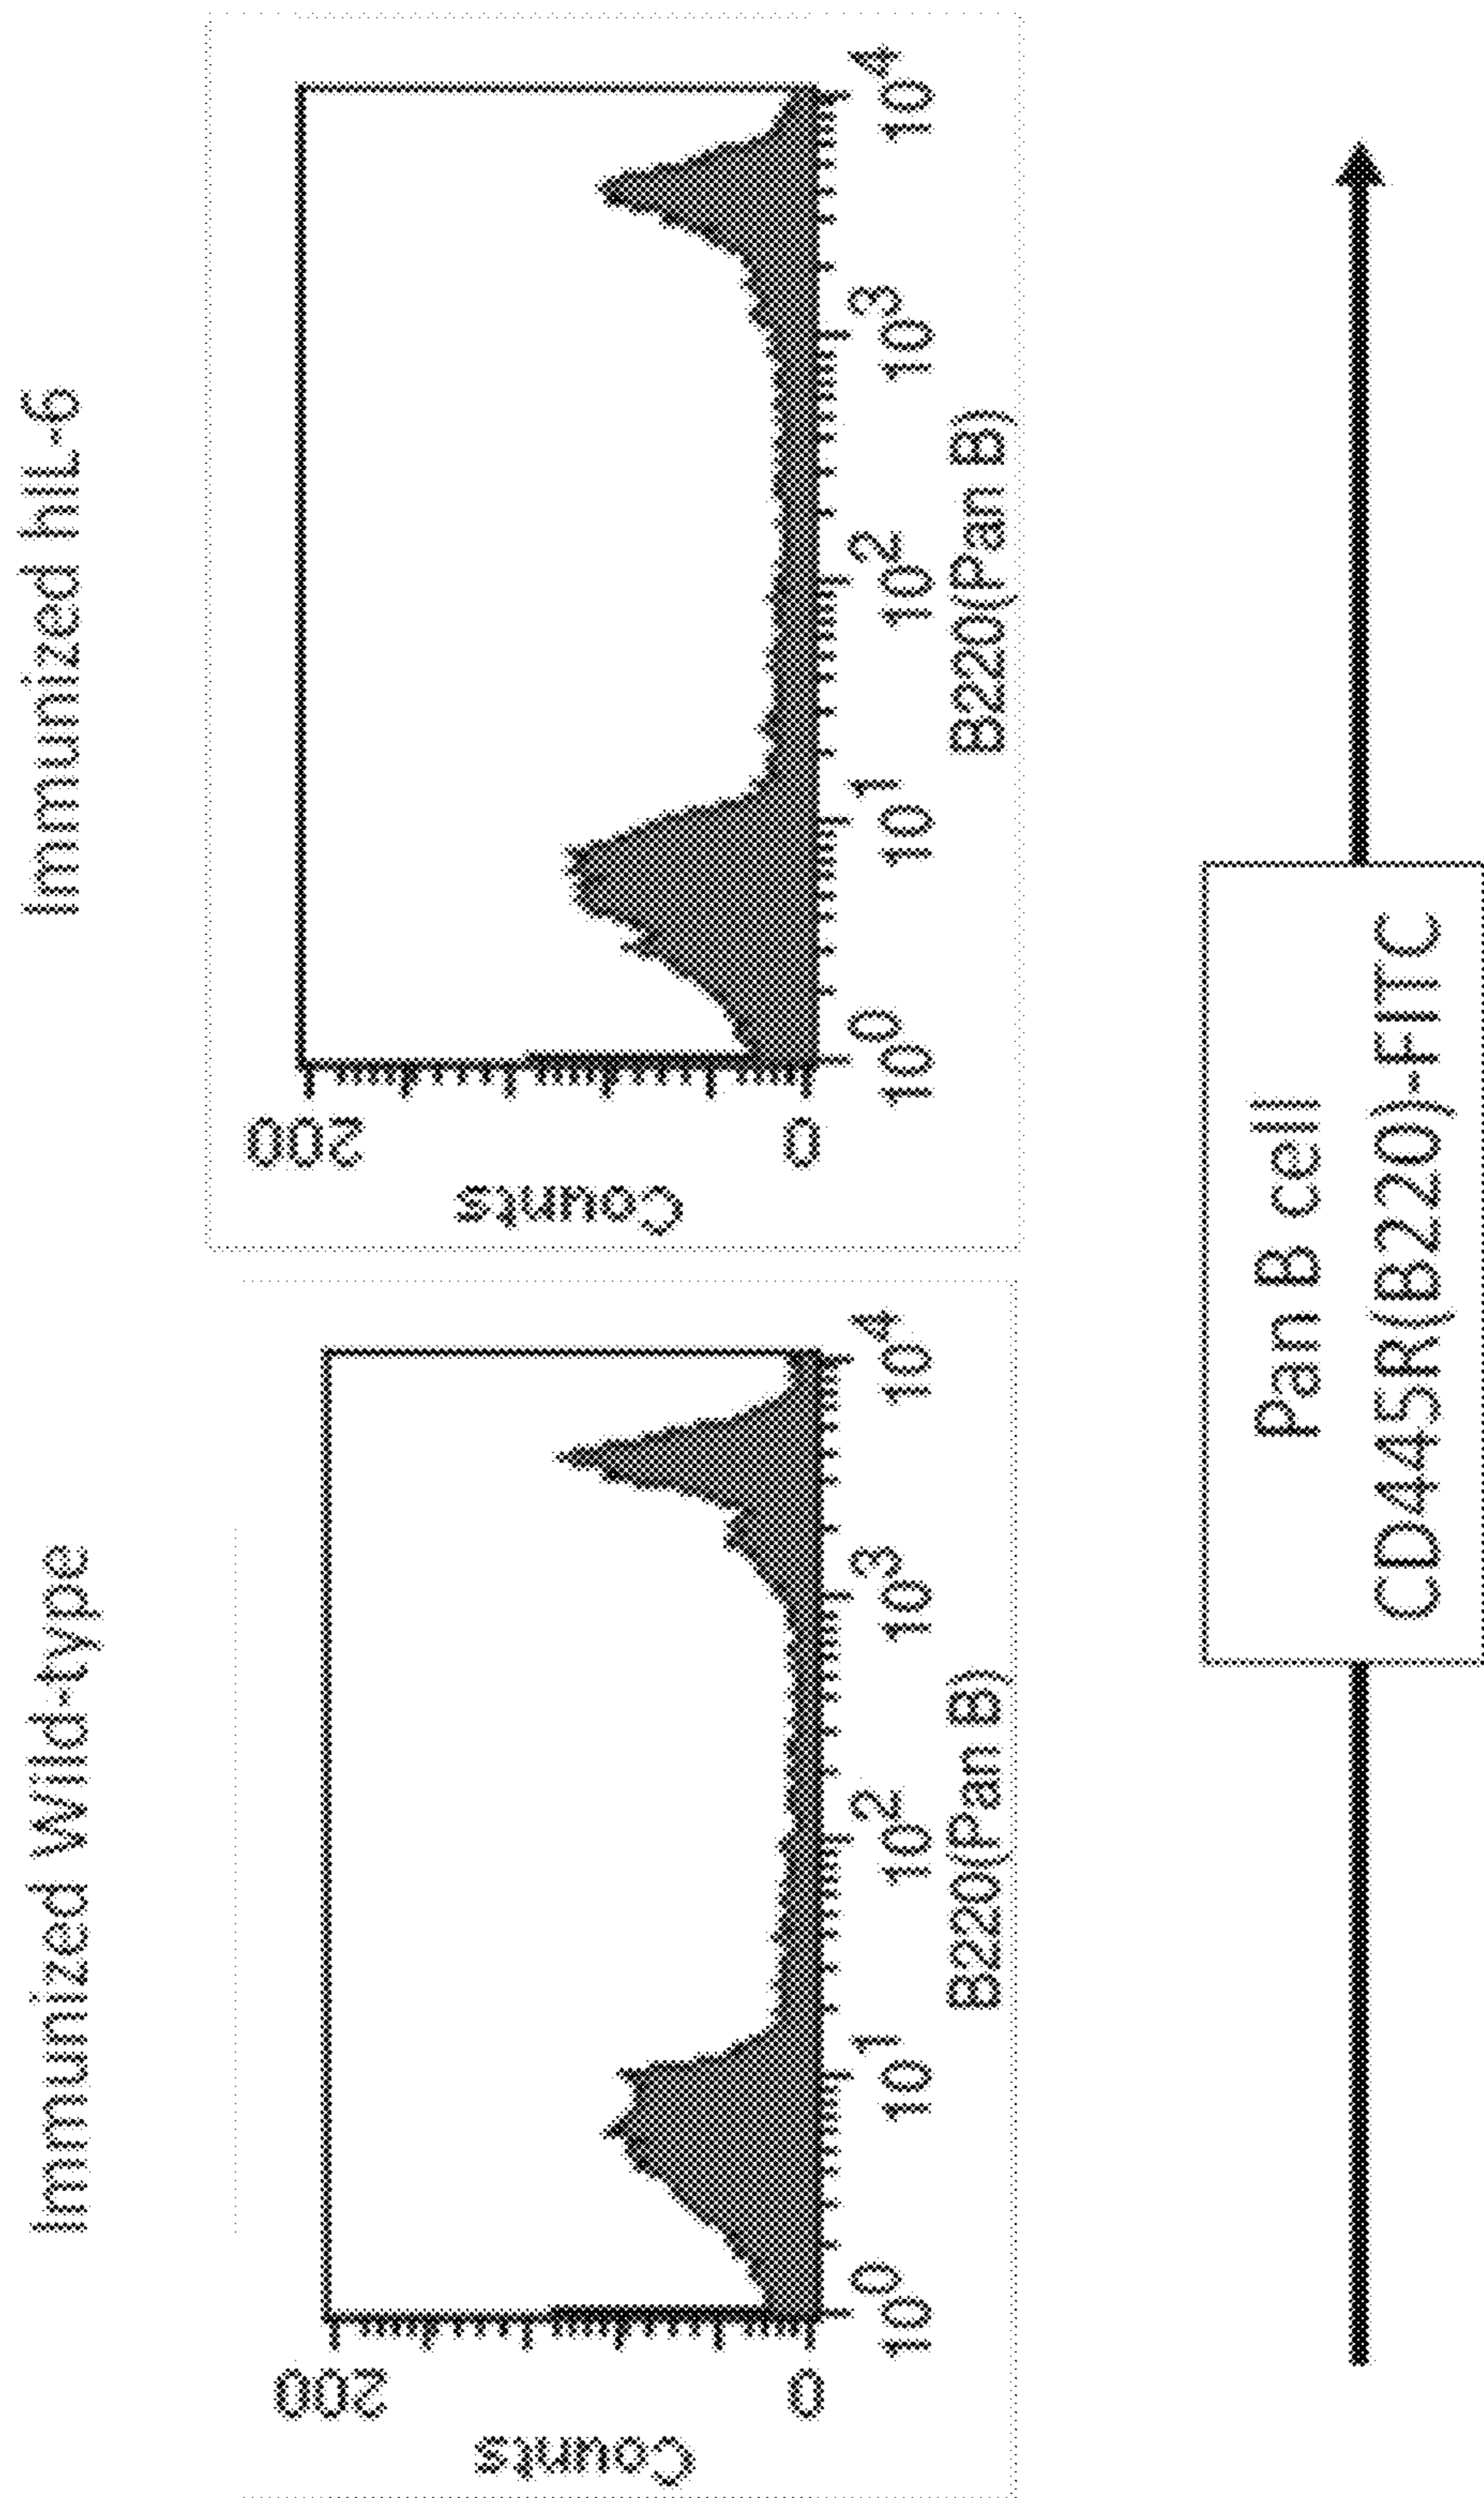 Immunized Wild-type
Immunized hIL-6
Counts
200
0
10^0 10^1 10^2 10^3 10^4
B220(Pan B)
Counts
200
0
10^0 10^1 10^2 10^3 10^4
B220(Pan B)
Pan B cell
CD445R(B220)-FITC